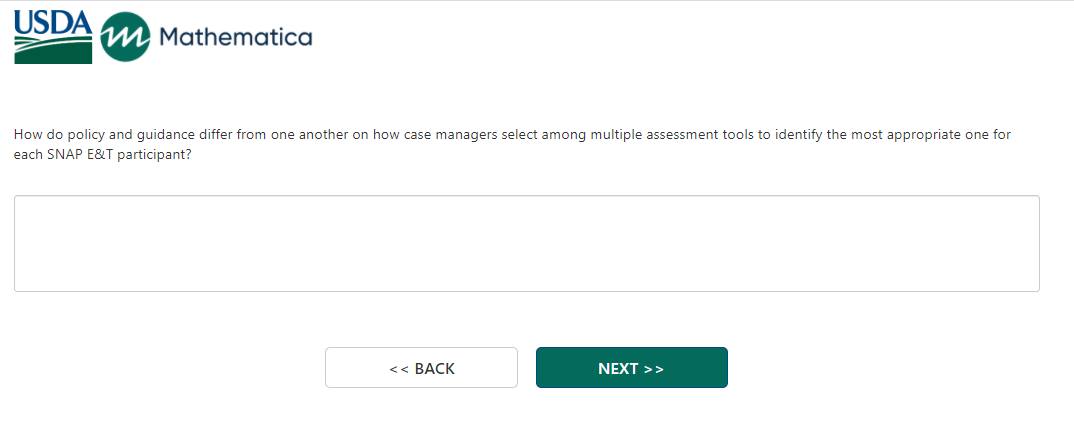 USDA Mathematica
How do policy and guidance differ from one another on how case managers select among multiple assessment tools to identify the most appropriate one for
each SNAP E&T participant?
<< BACK
NEXT >>